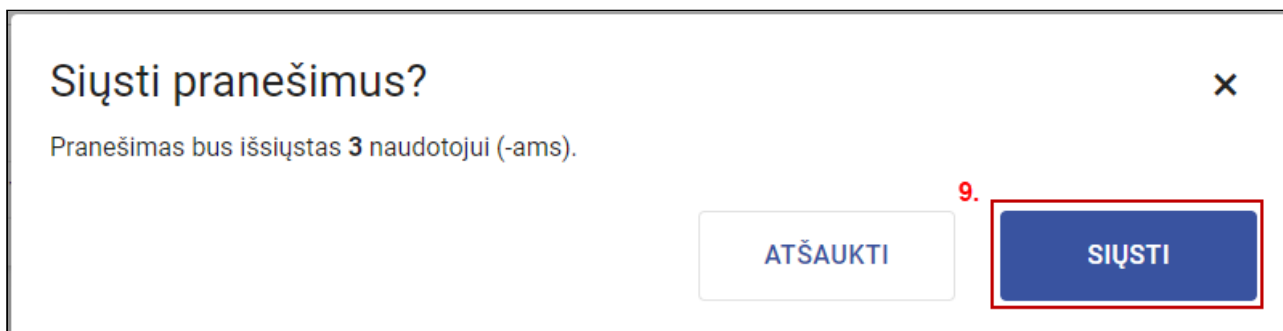 Siųsti pranešimus?
Pranešimas bus išsiųstas 3 naudotojui (-ams).
9.
ATŠAUKTI SIŲSTI